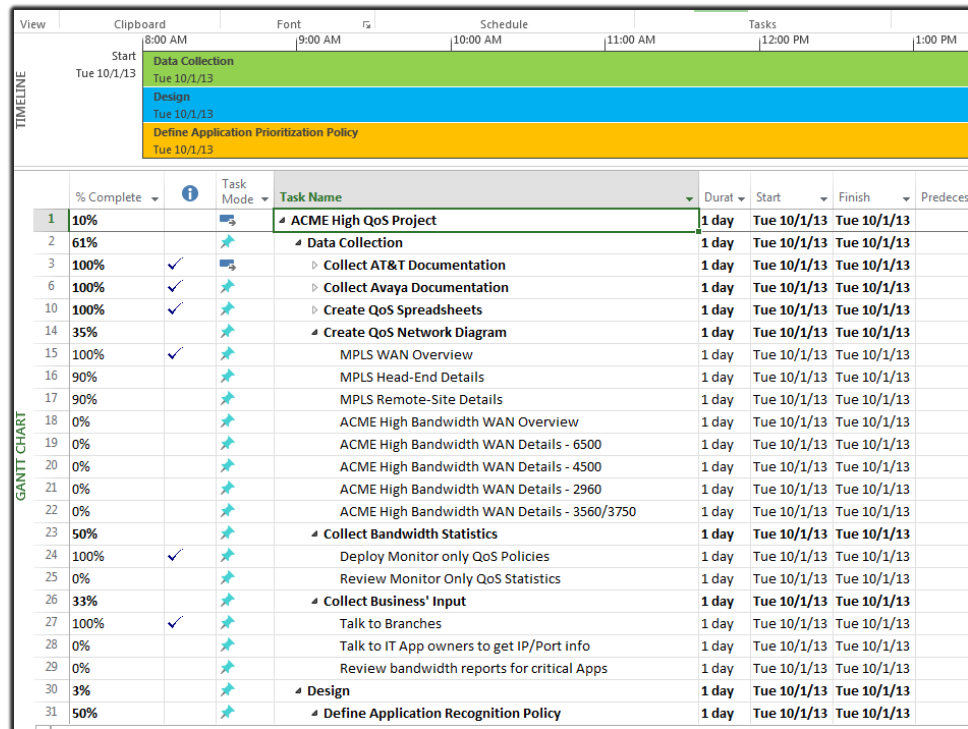 View Clipboard Font Schedule Tasks
8:00 AM 9:00 AM 10:00 AM 11:00 AM 12:00 PM 1:00 PM
Start
Tue 10/1/13
TIMELINE
Data Collection
Tue 10/1/13
Design
Tue 10/1/13
Define Application Prioritization Policy
Tue 10/1/13
% Complete Task Mode Task Name Durat Start Finish Predeces
GANTT CHART
1 10% ACME High QoS Project 1 day Tue 10/1/13 Tue 10/1/13
2 61% Data Collection 1 day Tue 10/1/13 Tue 10/1/13
3 100% Collect AT&T Documentation 1 day Tue 10/1/13 Tue 10/1/13
6 100% Collect Avaya Documentation 1 day Tue 10/1/13 Tue 10/1/13
10 100% Create QoS Spreadsheets 1 day Tue 10/1/13 Tue 10/1/13
14 35% Create QoS Network Diagram 1 day Tue 10/1/13 Tue 10/1/13
15 100% MPLS WAN Overview 1 day Tue 10/1/13 Tue 10/1/13
16 90% MPLS Head-End Details 1 day Tue 10/1/13 Tue 10/1/13
17 90% MPLS Remote-Site Details 1 day Tue 10/1/13 Tue 10/1/13
18 0% ACME High Bandwidth WAN Overview 1 day Tue 10/1/13 Tue 10/1/13
19 0% ACME High Bandwidth WAN Details - 6500 1 day Tue 10/1/13 Tue 10/1/13
20 0% ACME High Bandwidth WAN Details - 4500 1 day Tue 10/1/13 Tue 10/1/13
21 0% ACME High Bandwidth WAN Details - 2960 1 day Tue 10/1/13 Tue 10/1/13
22 0% ACME High Bandwidth WAN Details - 3560/3750 1 day Tue 10/1/13 Tue 10/1/13
23 50% Collect Bandwidth Statistics 1 day Tue 10/1/13 Tue 10/1/13
24 100% Deploy Monitor only QoS Policies 1 day Tue 10/1/13 Tue 10/1/13
25 0% Review Monitor Only QoS Statistics 1 day Tue 10/1/13 Tue 10/1/13
26 33% Collect Business' Input 1 day Tue 10/1/13 Tue 10/1/13
27 100% Talk to Branches 1 day Tue 10/1/13 Tue 10/1/13
28 0% Talk to IT App owners to get IP/Port info 1 day Tue 10/1/13 Tue 10/1/13
29 0% Review bandwidth reports for critical Apps 1 day Tue 10/1/13 Tue 10/1/13
30 3% Design 1 day Tue 10/1/13 Tue 10/1/13
31 50% Define Application Recognition Policy 1 day Tue 10/1/13 Tue 10/1/13